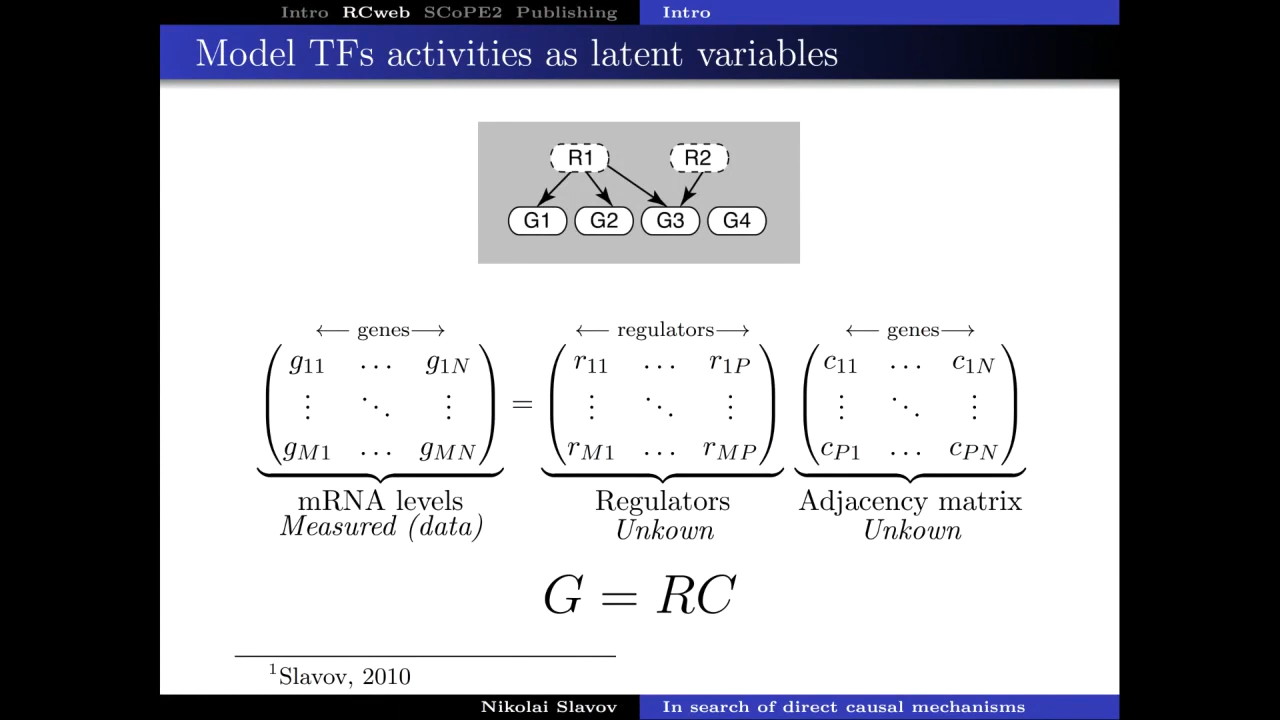 Intro RCweb SCoPE2 Publishing Intro
Model TFs activities as latent variables
R1 R2
G1 G2 G3 G4
⟵ genes⟶ ⟵ regulators⟶ ⟵ genes⟶
g11 … g1N r11 … r1P c11 … c1N
⋮ ⋱ ⋮ = ⋮ ⋱ ⋮ ⋮ ⋱ ⋮
gM1 … gMN rM1 … rMP cP1 … cPN
mRNA levels Regulators Adjacency matrix
Measured (data) Unkown Unkown
G = RC
1Slavov, 2010
Nikolai Slavov In search of direct causal mechanisms